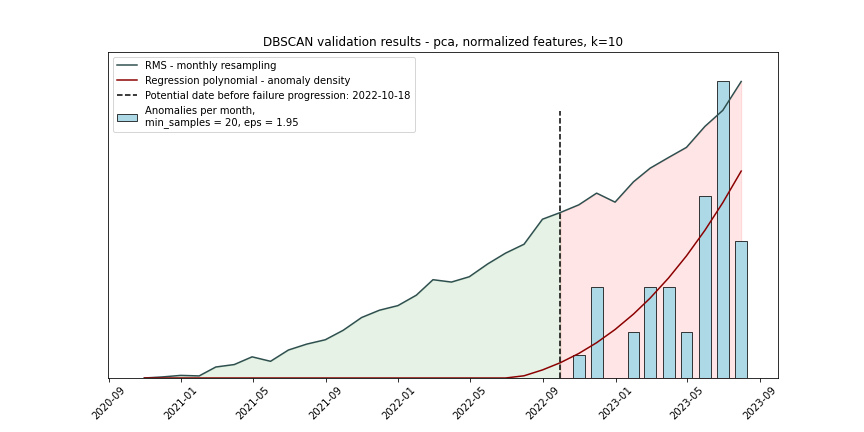 DBSCAN validation results - pca, normalized features, k=10
RMS - monthly resampling
Regression polynomial - anomaly density
Potential date before failure progression: 2022-10-18
Anomalies per month,
min_samples = 20, eps = 1.95
2020-09
2021-01
2021-05
2021-09
2022-01
2022-05
2022-09
2023-01
2023-05
2023-09